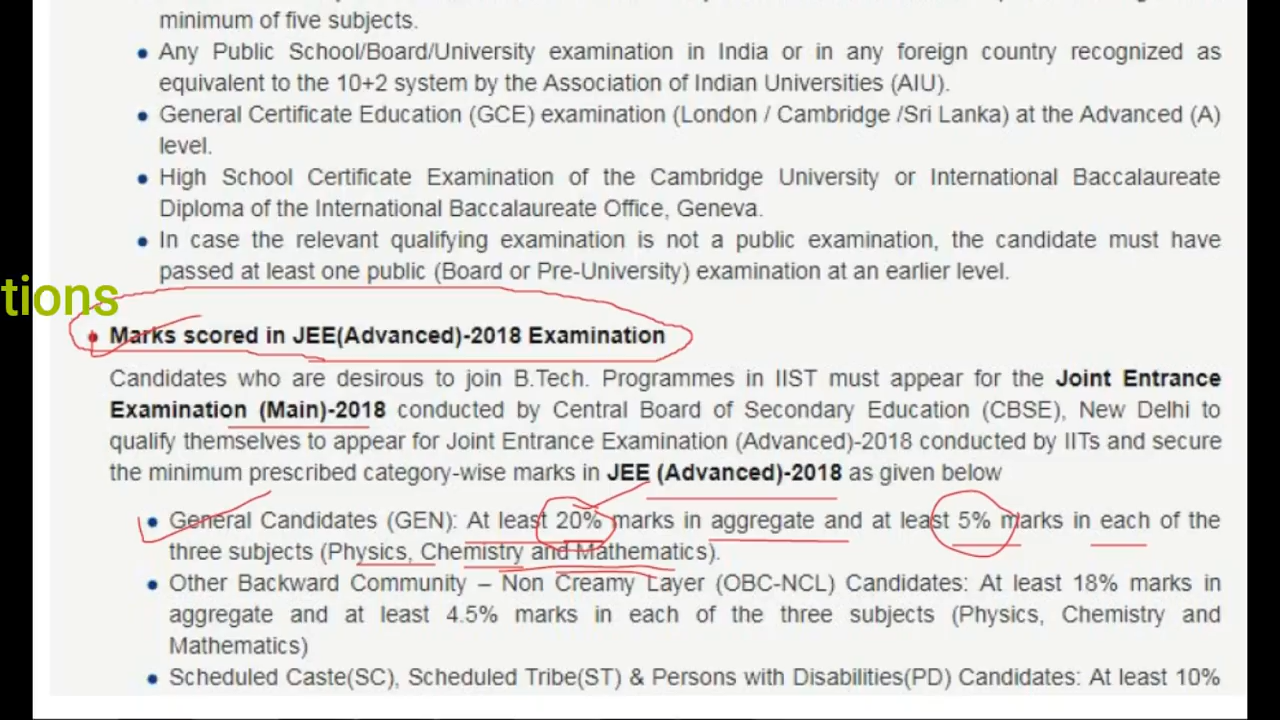 minimum of five subjects.
• Any Public School/Board/University examination in India or in any foreign country recognized as
equivalent to the 10+2 system by the Association of Indian Universities (AIU).
• General Certificate Education (GCE) examination (London / Cambridge /Sri Lanka) at the Advanced (A)
level.
• High School Certificate Examination of the Cambridge University or International Baccalaureate
Diploma of the International Baccalaureate Office, Geneva.
• In case the relevant qualifying examination is not a public examination, the candidate must have
passed at least one public (Board or Pre-University) examination at an earlier level.
tions
• Marks scored in JEE(Advanced)-2018 Examination
Candidates who are desirous to join B.Tech. Programmes in IIST must appear for the Joint Entrance
Examination (Main)-2018 conducted by Central Board of Secondary Education (CBSE), New Delhi to
qualify themselves to appear for Joint Entrance Examination (Advanced)-2018 conducted by IITs and secure
the minimum prescribed category-wise marks in JEE (Advanced)-2018 as given below
• General Candidates (GEN): At least 20% marks in aggregate and at least 5% marks in each of the
three subjects (Physics, Chemistry and Mathematics).
• Other Backward Community – Non Creamy Layer (OBC-NCL) Candidates: At least 18% marks in
aggregate and at least 4.5% marks in each of the three subjects (Physics, Chemistry and
Mathematics)
• Scheduled Caste(SC), Scheduled Tribe(ST) & Persons with Disabilities(PD) Candidates: At least 10%